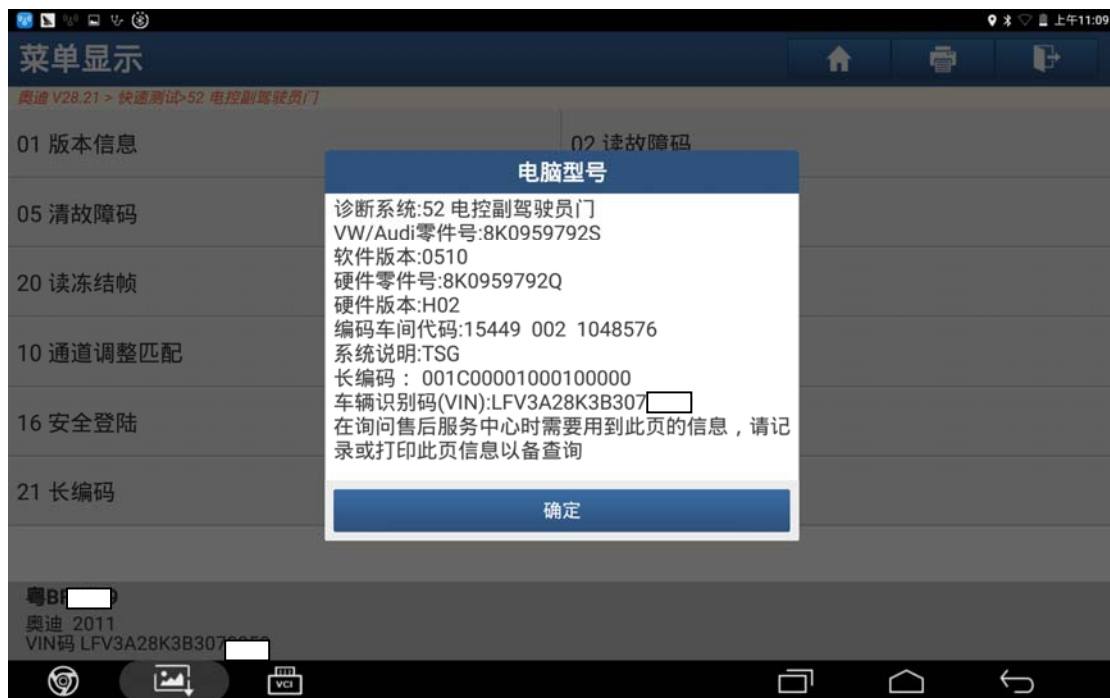 上午11:09
菜单显示
奥迪 V28.21 > 快速测试>52 电控副驾驶员门
01 版本信息
02 读故障码
电脑型号
05 清故障码
诊断系统:52 电控副驾驶员门
VW/Audi零件号:8K0959792S
软件版本:0510
20 读冻结帧
硬件零件号:8K0959792Q
硬件版本:H02
编码车间代码:15449 002 1048576
10 通道调整匹配
系统说明:TSG
长编码： 001C00001000100000
车辆识别码(VIN):LFV3A28K3B307
16 安全登陆
在询问售后服务中心时需要用到此页的信息，请记
录或打印此页信息以备查询
21 长编码
确定
粤B
奥迪 2011
VIN码 LFV3A28K3B307
VCI